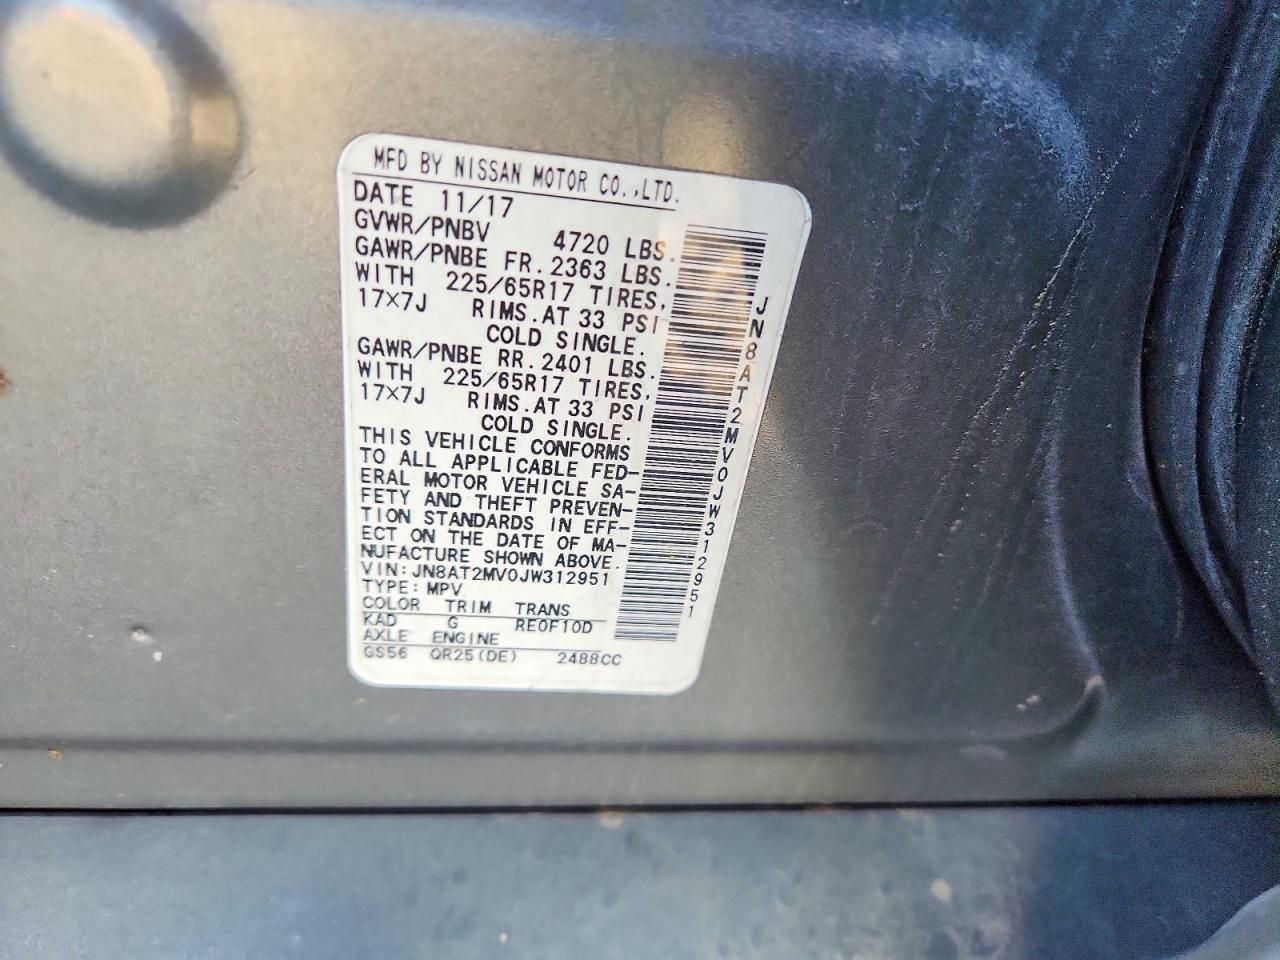 MFD BY NISSAN MOTOR CO.,LTD.
DATE 11/17
GVWR/PNBV 4720 LBS.
GAWR/PNBE FR. 2363 LBS.
WITH 225/65R17 TIRES,
17×7J RIMS.AT 33 PSI
COLD SINGLE.
GAWR/PNBE RR. 2401 LBS.
WITH 225/65R17 TIRES,
17×7J RIMS.AT 33 PSI
COLD SINGLE.
THIS VEHICLE CONFORMS
TO ALL APPLICABLE FED-
ERAL MOTOR VEHICLE SA-
FETY AND THEFT PREVEN-
TION STANDARDS IN EFF-
ECT ON THE DATE OF MA-
NUFACTURE SHOWN ABOVE.
VIN: JN8AT2MV0JW312951
TYPE: MPV
COLOR TRIM TRANS
KAD G RE0F10D
AXLE ENGINE
GS56 QR25(DE) 2488CC
JN8AT2MV0JW312951